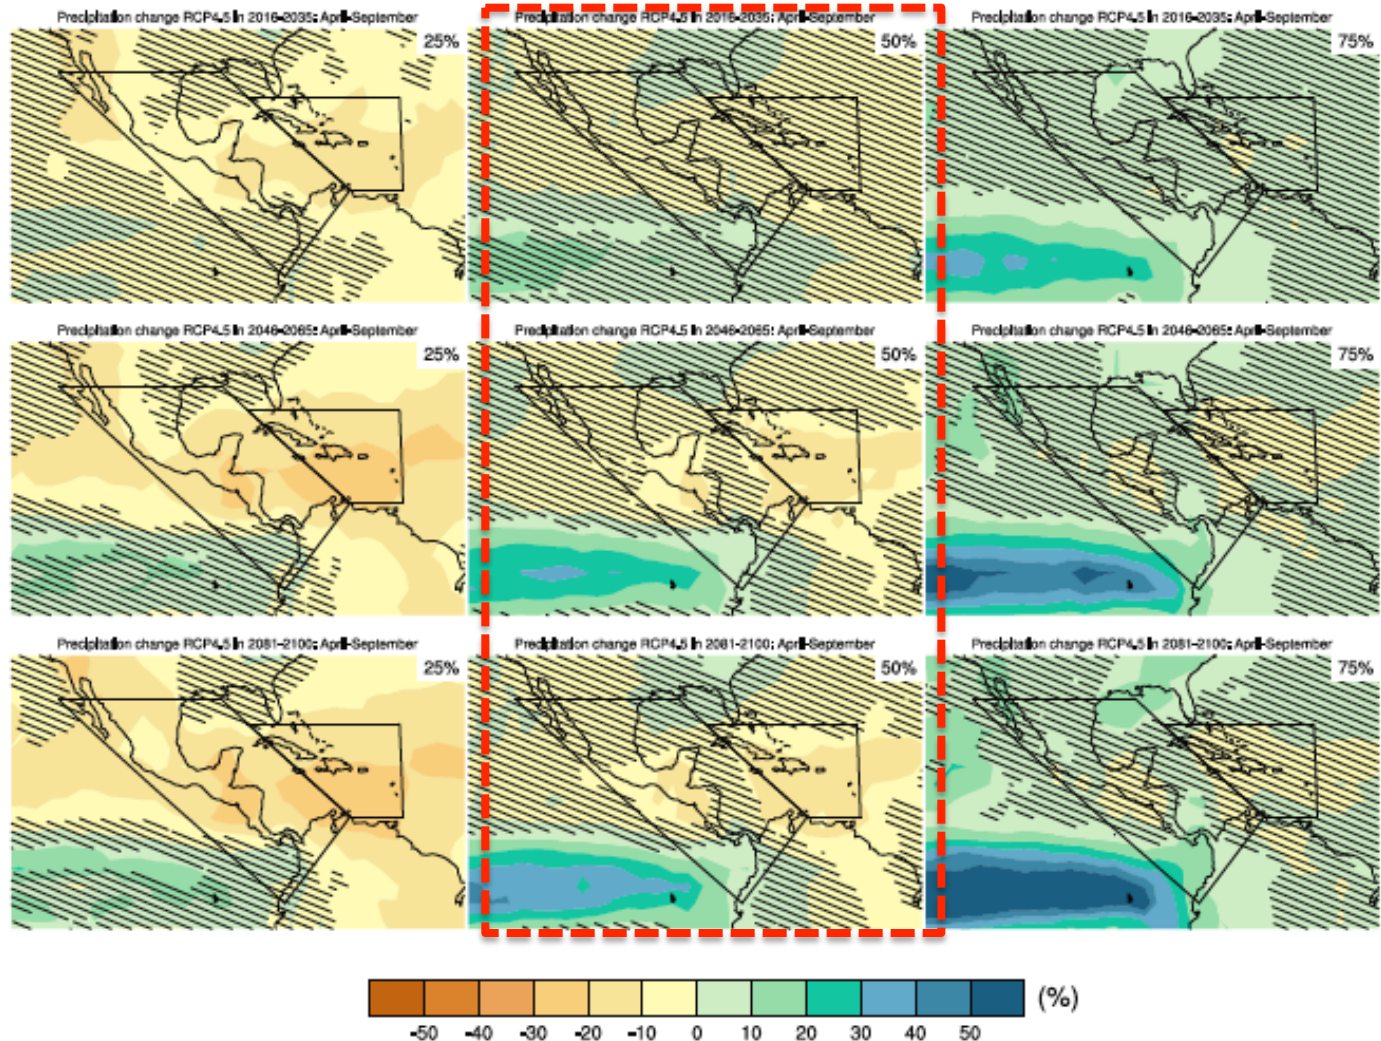 Precipitation change RCP4.5 in 2016-2035: April-September
25%
Precipitation change RCP4.5 in 2016-2035: April-September
50%
Precipitation change RCP4.5 in 2016-2035: April-September
75%
Precipitation change RCP4.5 in 2046-2065: April-September
25%
Precipitation change RCP4.5 in 2046-2065: April-September
50%
Precipitation change RCP4.5 in 2046-2065: April-September
75%
Precipitation change RCP4.5 in 2081-2100: April-September
25%
Precipitation change RCP4.5 in 2081-2100: April-September
50%
Precipitation change RCP4.5 in 2081-2100: April-September
75%
(%)
-50 -40 -30 -20 -10 0 10 20 30 40 50